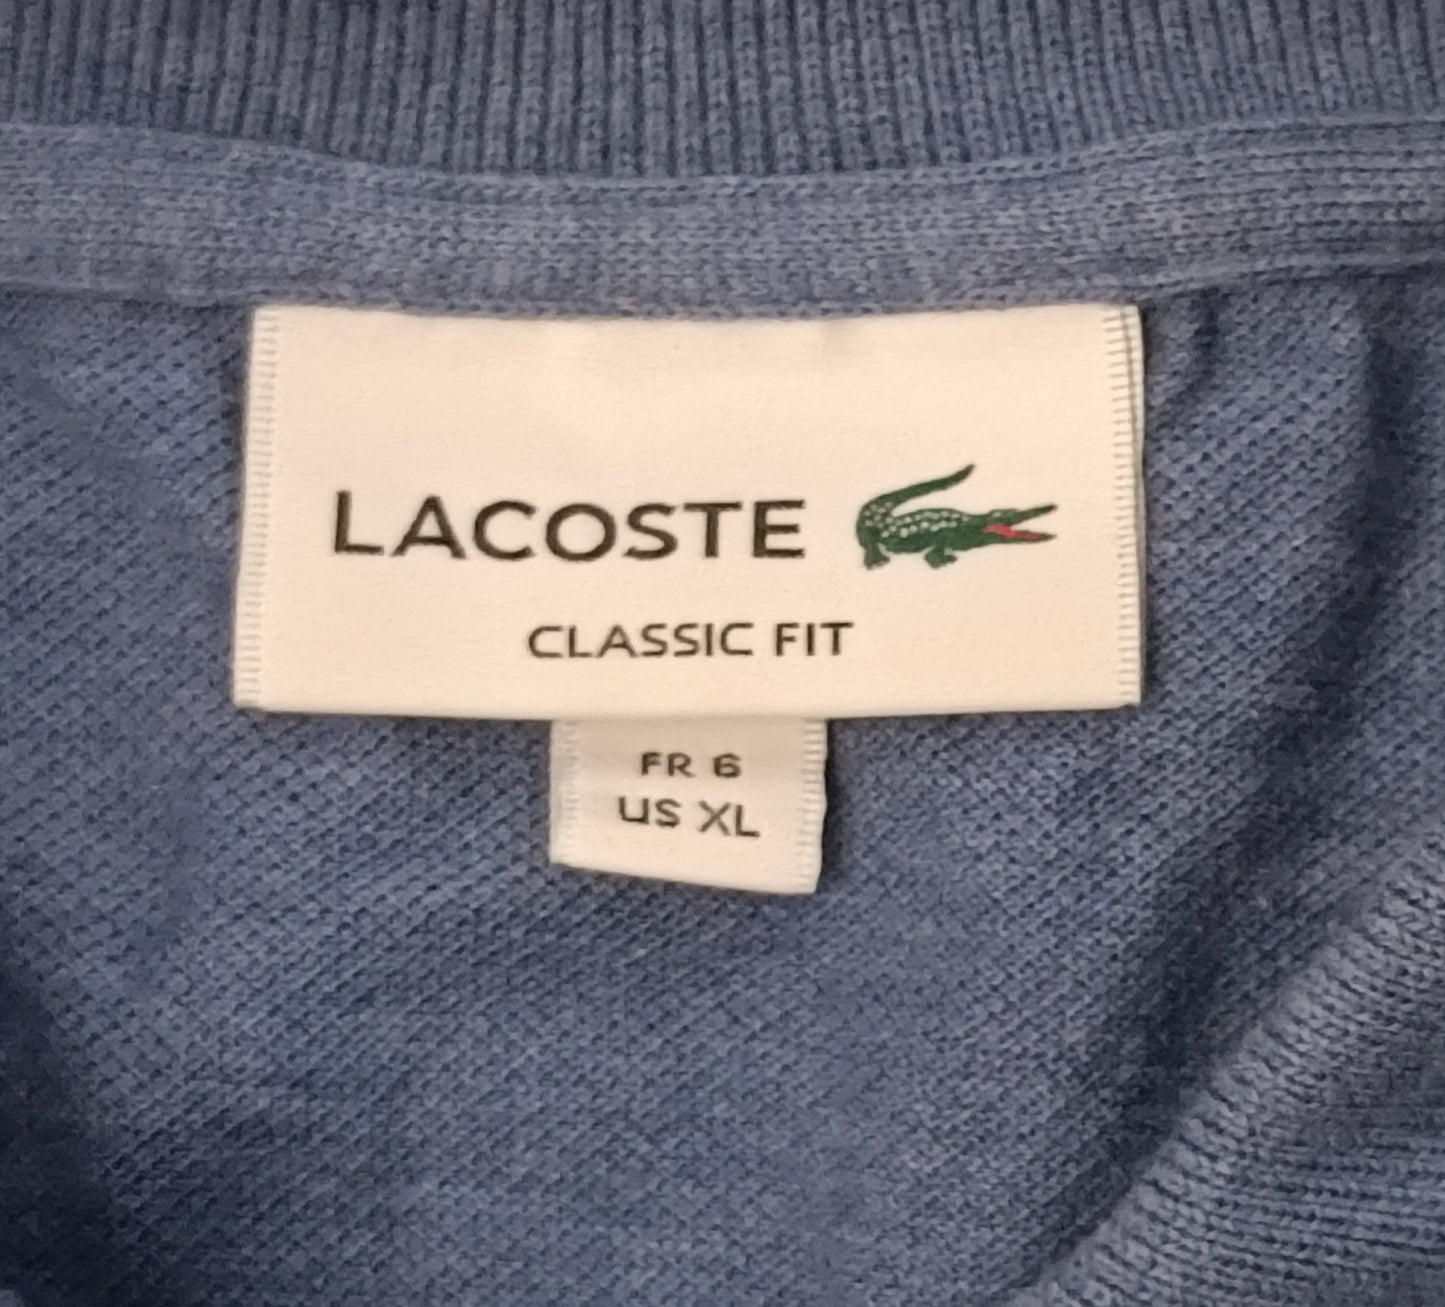 LACOSTE
CLASSIC FIT
FR 6
US XL